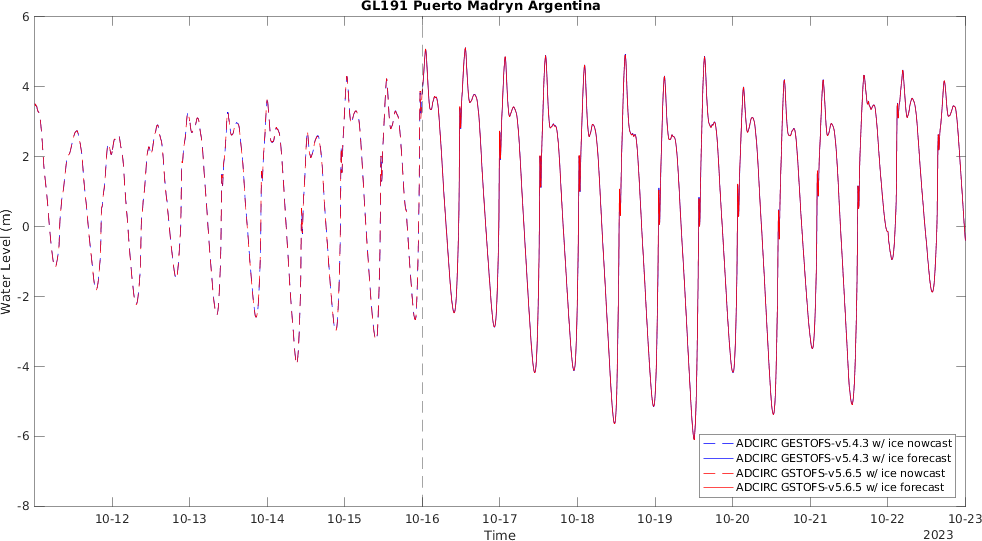 GL191 Puerto Madryn Argentina
6
4
2
0
-2
-4
-6
-8
Water Level (m)
ADCIRC GESTOFS-v5.4.3 w/ ice nowcast
ADCIRC GESTOFS-v5.4.3 w/ ice forecast
ADCIRC GSTOFS-v5.6.5 w/ ice nowcast
ADCIRC GSTOFS-v5.6.5 w/ ice forecast
10-12 10-13 10-14 10-15 10-16 10-17 10-18 10-19 10-20 10-21 10-22 10-23
Time
2023